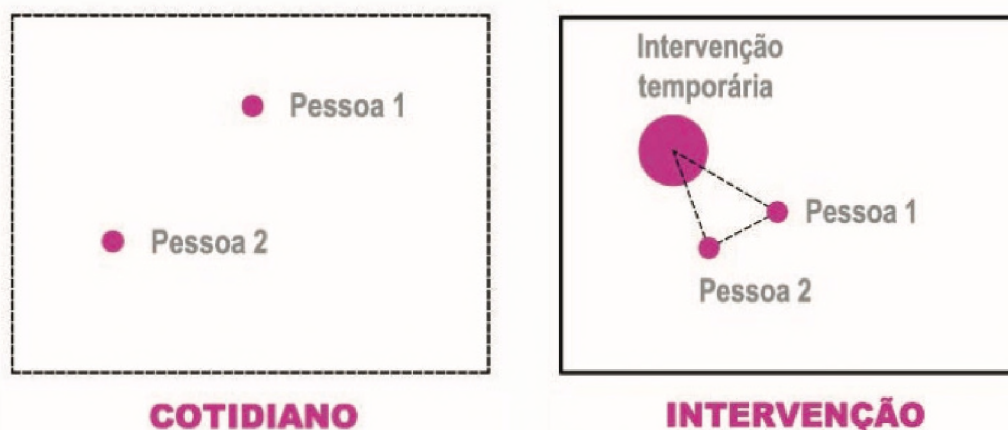 Pessoa 1
Pessoa 2
COTIDIANO
Intervenção
temporária
Pessoa 1
Pessoa 2
INTERVENÇÃO